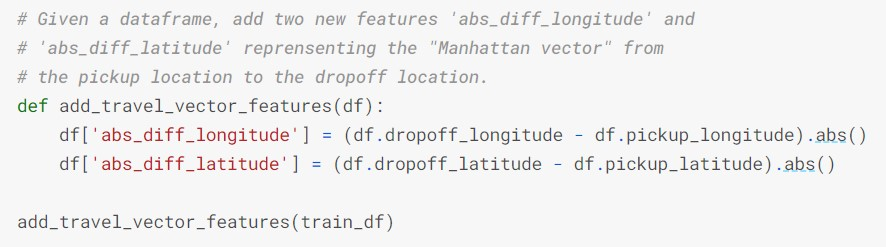 # Given a dataframe, add two new features 'abs_diff_longitude' and
# 'abs_diff_latitude' reprensenting the "Manhattan vector" from
# the pickup location to the dropoff location.
def add_travel_vector_features(df):
    df['abs_diff_longitude'] = (df.dropoff_longitude - df.pickup_longitude).abs()
    df['abs_diff_latitude'] = (df.dropoff_latitude - df.pickup_latitude).abs()

add_travel_vector_features(train_df)